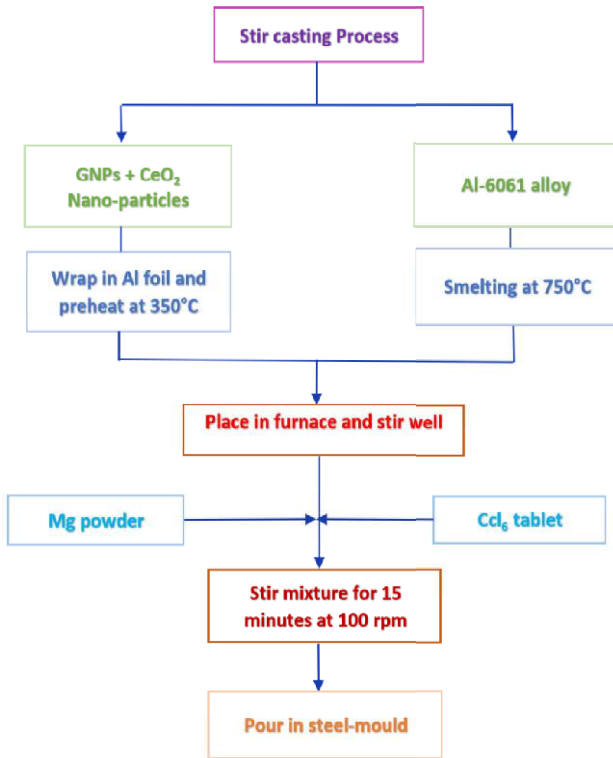 Stir casting Process
GNPs + CeO₂
Nano-particles
Al-6061 alloy
Wrap in Al foil and
preheat at 350°C
Smelting at 750°C
Place in furnace and stir well
Mg powder
Ccl₆ tablet
Stir mixture for 15
minutes at 100 rpm
Pour in steel-mould